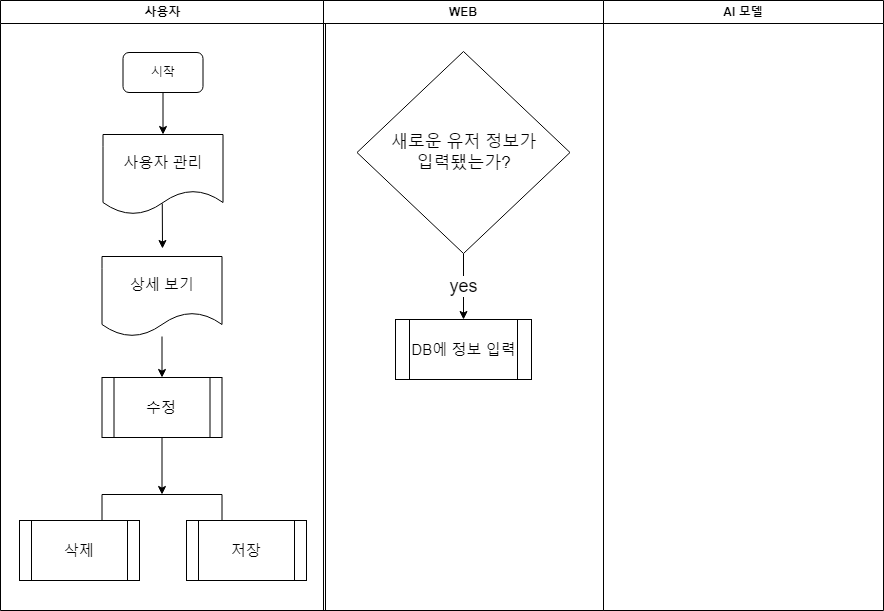 사용자
WEB
AI 모델
시작
사용자 관리
상세 보기
수정
삭제
저장
새로운 유저 정보가
입력됐는가?
yes
DB에 정보 입력